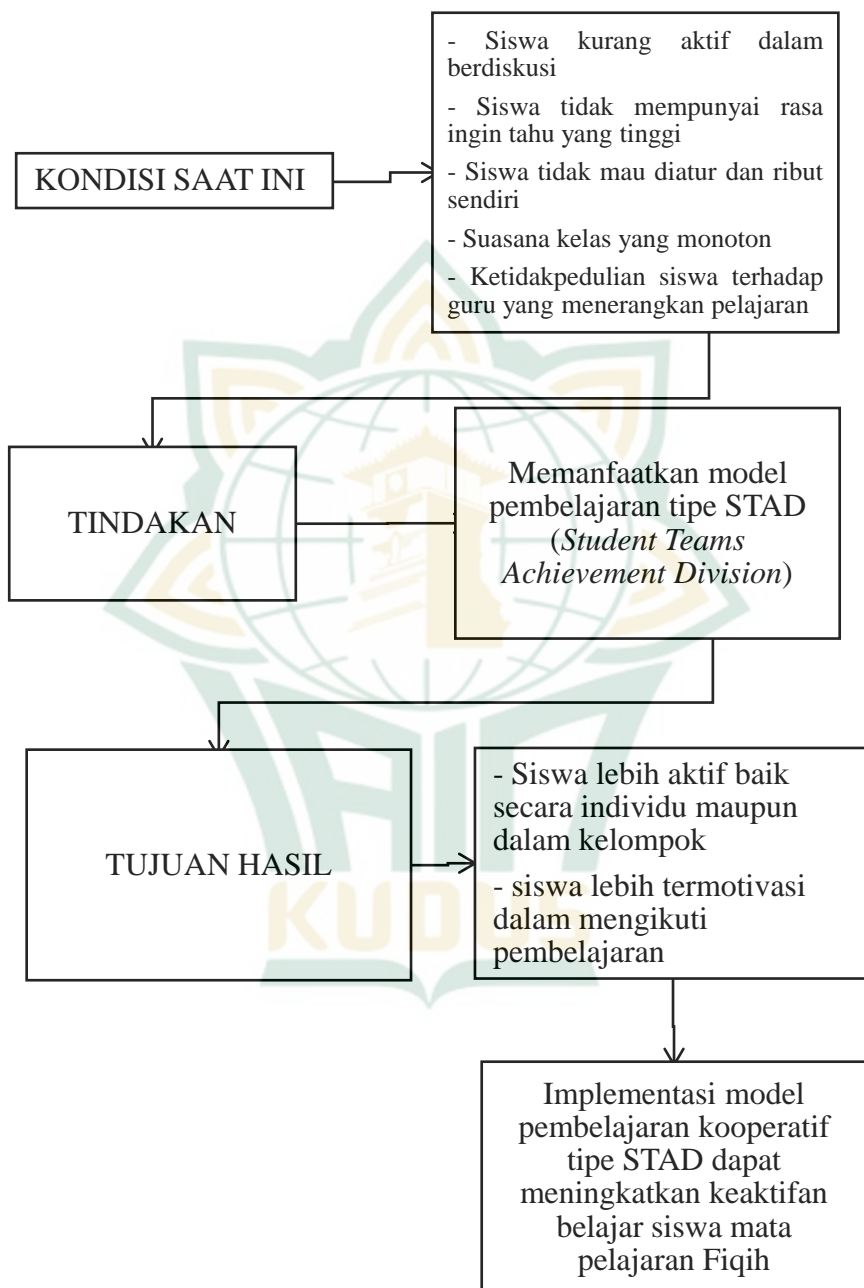 - Siswa kurang aktif dalam
berdiskusi
- Siswa tidak mempunyai rasa
ingin tahu yang tinggi
- Siswa tidak mau diatur dan ribut
sendiri
- Suasana kelas yang monoton
- Ketidakpedulian siswa terhadap
guru yang menerangkan pelajaran
KONDISI SAAT INI
TINDAKAN
Memanfaatkan model
pembelajaran tipe STAD
(Student Teams
Achievement Division)
TUJUAN HASIL
- Siswa lebih aktif baik
secara individu maupun
dalam kelompok
- siswa lebih termotivasi
dalam mengikuti
pembelajaran
Implementasi model
pembelajaran kooperatif
tipe STAD dapat
meningkatkan keaktifan
belajar siswa mata
pelajaran Fiqih
IAIN
KUDUS